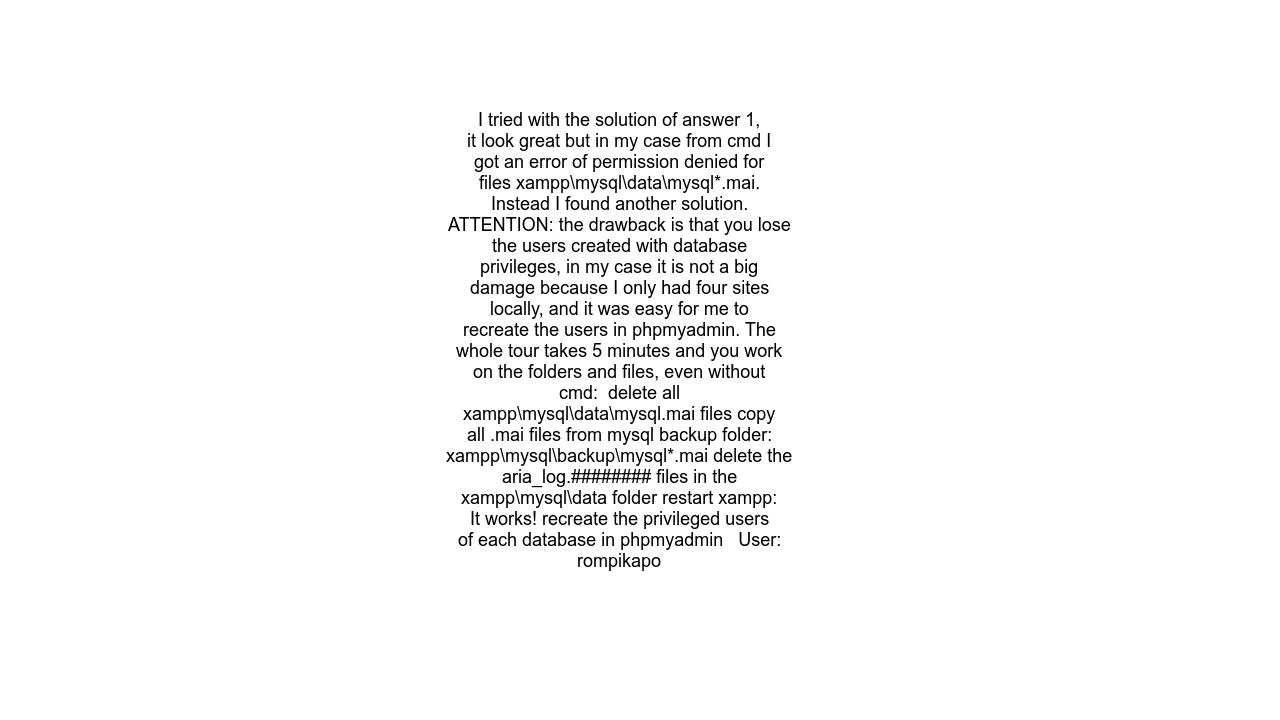 I tried with the solution of answer 1,
it look great but in my case from cmd I
got an error of permission denied for
files xampp\mysql\data\mysql*.mai.
Instead I found another solution.
ATTENTION: the drawback is that you lose
the users created with database
privileges, in my case it is not a big
damage because I only had four sites
locally, and it was easy for me to
recreate the users in phpmyadmin. The
whole tour takes 5 minutes and you work
on the folders and files, even without
cmd:  delete all
xampp\mysql\data\mysql.mai files copy
all .mai files from mysql backup folder:
xampp\mysql\backup\mysql*.mai delete the
aria_log.######## files in the
xampp\mysql\data folder restart xampp:
It works! recreate the privileged users
of each database in phpmyadmin   User:
rompikapo